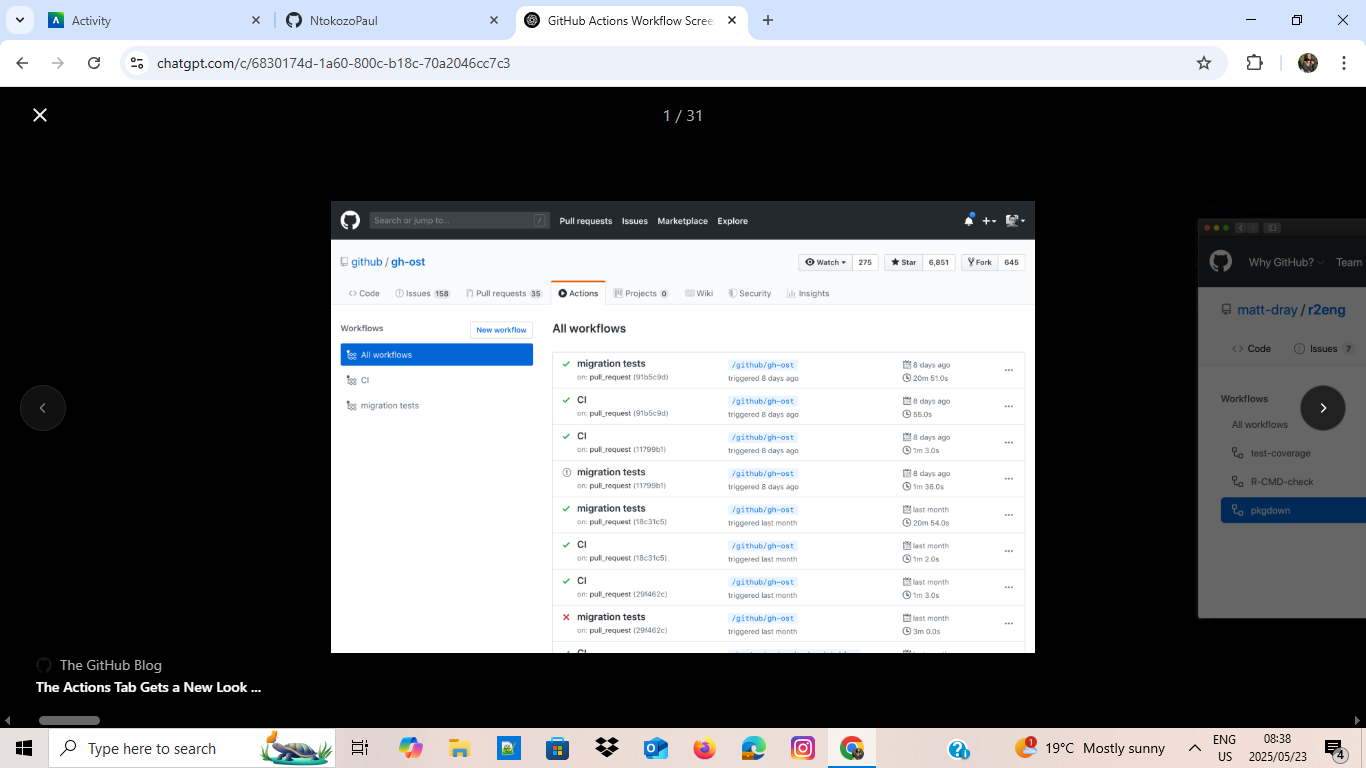 Activity
NtokozoPaul
GitHub Actions Workflow Scree
chatgpt.com/c/6830174d-1a60-800c-b18c-70a2046cc7c3
1 / 31
Search or jump to...
/
Pull requests
Issues
Marketplace
Explore
github / gh-ost
Watch
275
Star
6,851
Fork
645
Code
Issues 158
Pull requests 35
Actions
Projects 0
Wiki
Security
Insights
Workflows
New workflow
All workflows
CI
migration tests
All workflows
migration tests
on: pull_request (91b5c9d)
/github/gh-ost
triggered 8 days ago
8 days ago
20m 51.0s
CI
on: pull_request (91b5c9d)
/github/gh-ost
triggered 8 days ago
8 days ago
55.0s
CI
on: pull_request (11799b1)
/github/gh-ost
triggered 8 days ago
8 days ago
1m 3.0s
migration tests
on: pull_request (11799b1)
/github/gh-ost
triggered 8 days ago
8 days ago
1m 36.0s
migration tests
on: pull_request (18c31c5)
/github/gh-ost
triggered last month
last month
20m 54.0s
CI
on: pull_request (18c31c5)
/github/gh-ost
triggered last month
last month
1m 2.0s
CI
on: pull_request (29f462c)
/github/gh-ost
triggered last month
last month
1m 3.0s
migration tests
on: pull_request (29f462c)
/github/gh-ost
triggered last month
last month
3m 0.0s
CI
Why GitHub?
Team
matt-dray / r2eng
Code
Issues 7
Workflows
All workflows
test-coverage
R-CMD-check
pkgdown
The GitHub Blog
The Actions Tab Gets a New Look ...
Type here to search
1
19°C Mostly sunny
ENG
US
08:38
2025/05/23
4